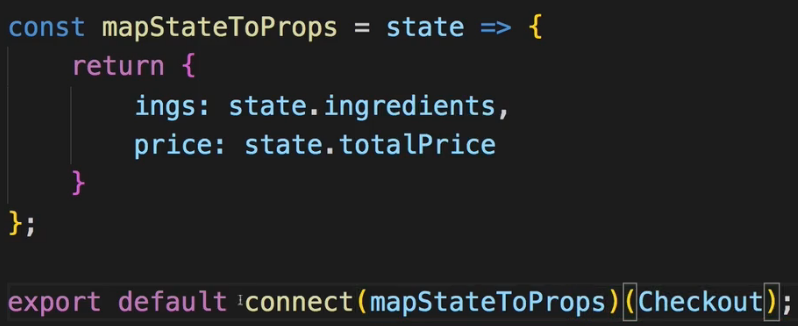 const mapStateToProps = state => {
return {
ings: state.ingredients,
price: state.totalPrice
}
};
export default connect(mapStateToProps)(Checkout);